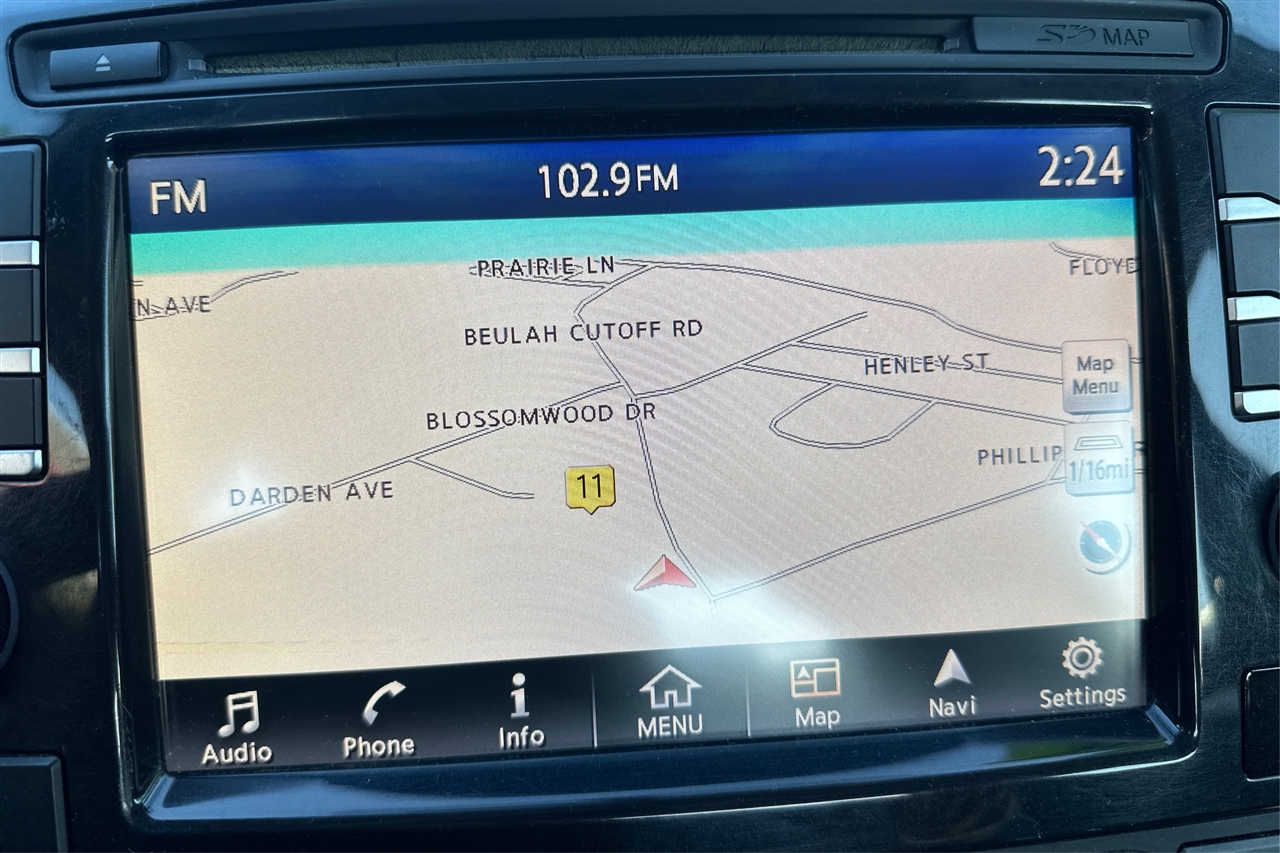 MAP
FM
102.9FM
2:24
PRAIRIE LN
FLOYD
N AVE
BEULAH CUTOFF RD
HENLEY ST
Map
Menu
BLOSSOMWOOD DR
PHILLIP
1/16mi
DARDEN AVE
11
Audio
Phone
Info
MENU
Map
Navi
Settings